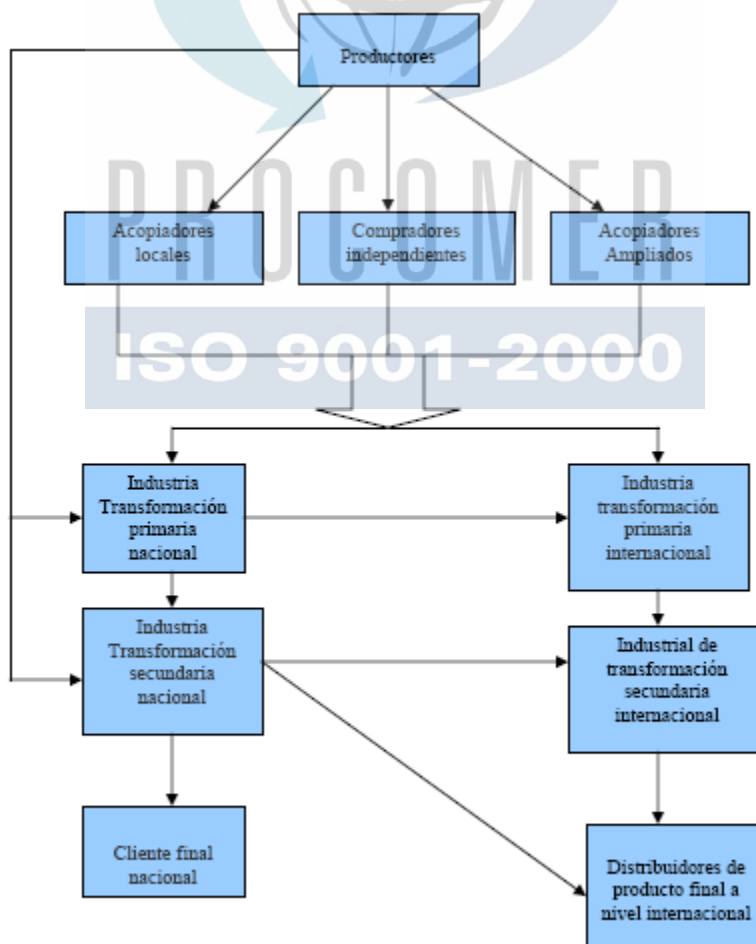 Productores
PROCOMER
Acopiadores
locales
Compradores
independientes
Acopiadores
Ampliados
ISO 9001-2000
Industria
Transformación
primaria
nacional
Industria
transformación
primaria
internacional
Industria
Transformación
secundaria
nacional
Industrial de
transformación
secundaria
internacional
Cliente final
nacional
Distribuidores de
producto final a
nivel internacional